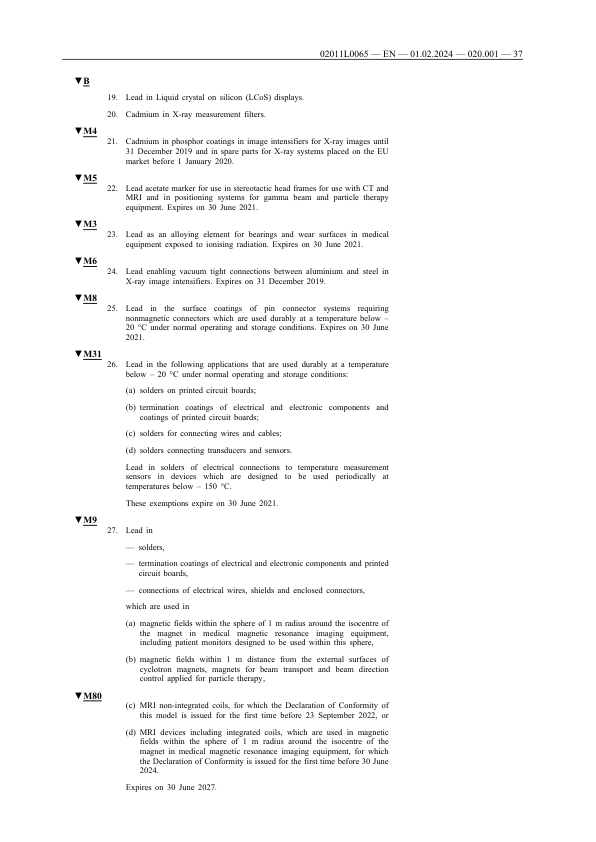 02011L0065 — EN — 01.02.2024 — 020.001 — 37
▼B
19. Lead in Liquid crystal on silicon (LCoS) displays.
20. Cadmium in X-ray measurement filters.
▼M4
21. Cadmium in phosphor coatings in image intensifiers for X-ray images until
31 December 2019 and in spare parts for X-ray systems placed on the EU
market before 1 January 2020.
▼M5
22. Lead acetate marker for use in stereotactic head frames for use with CT and
MRI and in positioning systems for gamma beam and particle therapy
equipment. Expires on 30 June 2021.
▼M3
23. Lead as an alloying element for bearings and wear surfaces in medical
equipment exposed to ionising radiation. Expires on 30 June 2021.
▼M6
24. Lead enabling vacuum tight connections between aluminium and steel in
X-ray image intensifiers. Expires on 31 December 2019.
▼M8
25. Lead in the surface coatings of pin connector systems requiring
nonmagnetic connectors which are used durably at a temperature below –
20 °C under normal operating and storage conditions. Expires on 30 June
2021.
▼M31
26. Lead in the following applications that are used durably at a temperature
below – 20 °C under normal operating and storage conditions:
(a) solders on printed circuit boards;
(b) termination coatings of electrical and electronic components and
coatings of printed circuit boards;
(c) solders for connecting wires and cables;
(d) solders connecting transducers and sensors.
Lead in solders of electrical connections to temperature measurement
sensors in devices which are designed to be used periodically at
temperatures below – 150 °C.
These exemptions expire on 30 June 2021.
▼M9
27. Lead in
— solders,
— termination coatings of electrical and electronic components and printed
circuit boards,
— connections of electrical wires, shields and enclosed connectors,
which are used in
(a) magnetic fields within the sphere of 1 m radius around the isocentre of
the magnet in medical magnetic resonance imaging equipment,
including patient monitors designed to be used within this sphere,
(b) magnetic fields within 1 m distance from the external surfaces of
cyclotron magnets, magnets for beam transport and beam direction
control applied for particle therapy,
▼M80
(c) MRI non-integrated coils, for which the Declaration of Conformity of
this model is issued for the first time before 23 September 2022, or
(d) MRI devices including integrated coils, which are used in magnetic
fields within the sphere of 1 m radius around the isocentre of the
magnet in medical magnetic resonance imaging equipment, for which
the Declaration of Conformity is issued for the first time before 30 June
2024.
Expires on 30 June 2027.